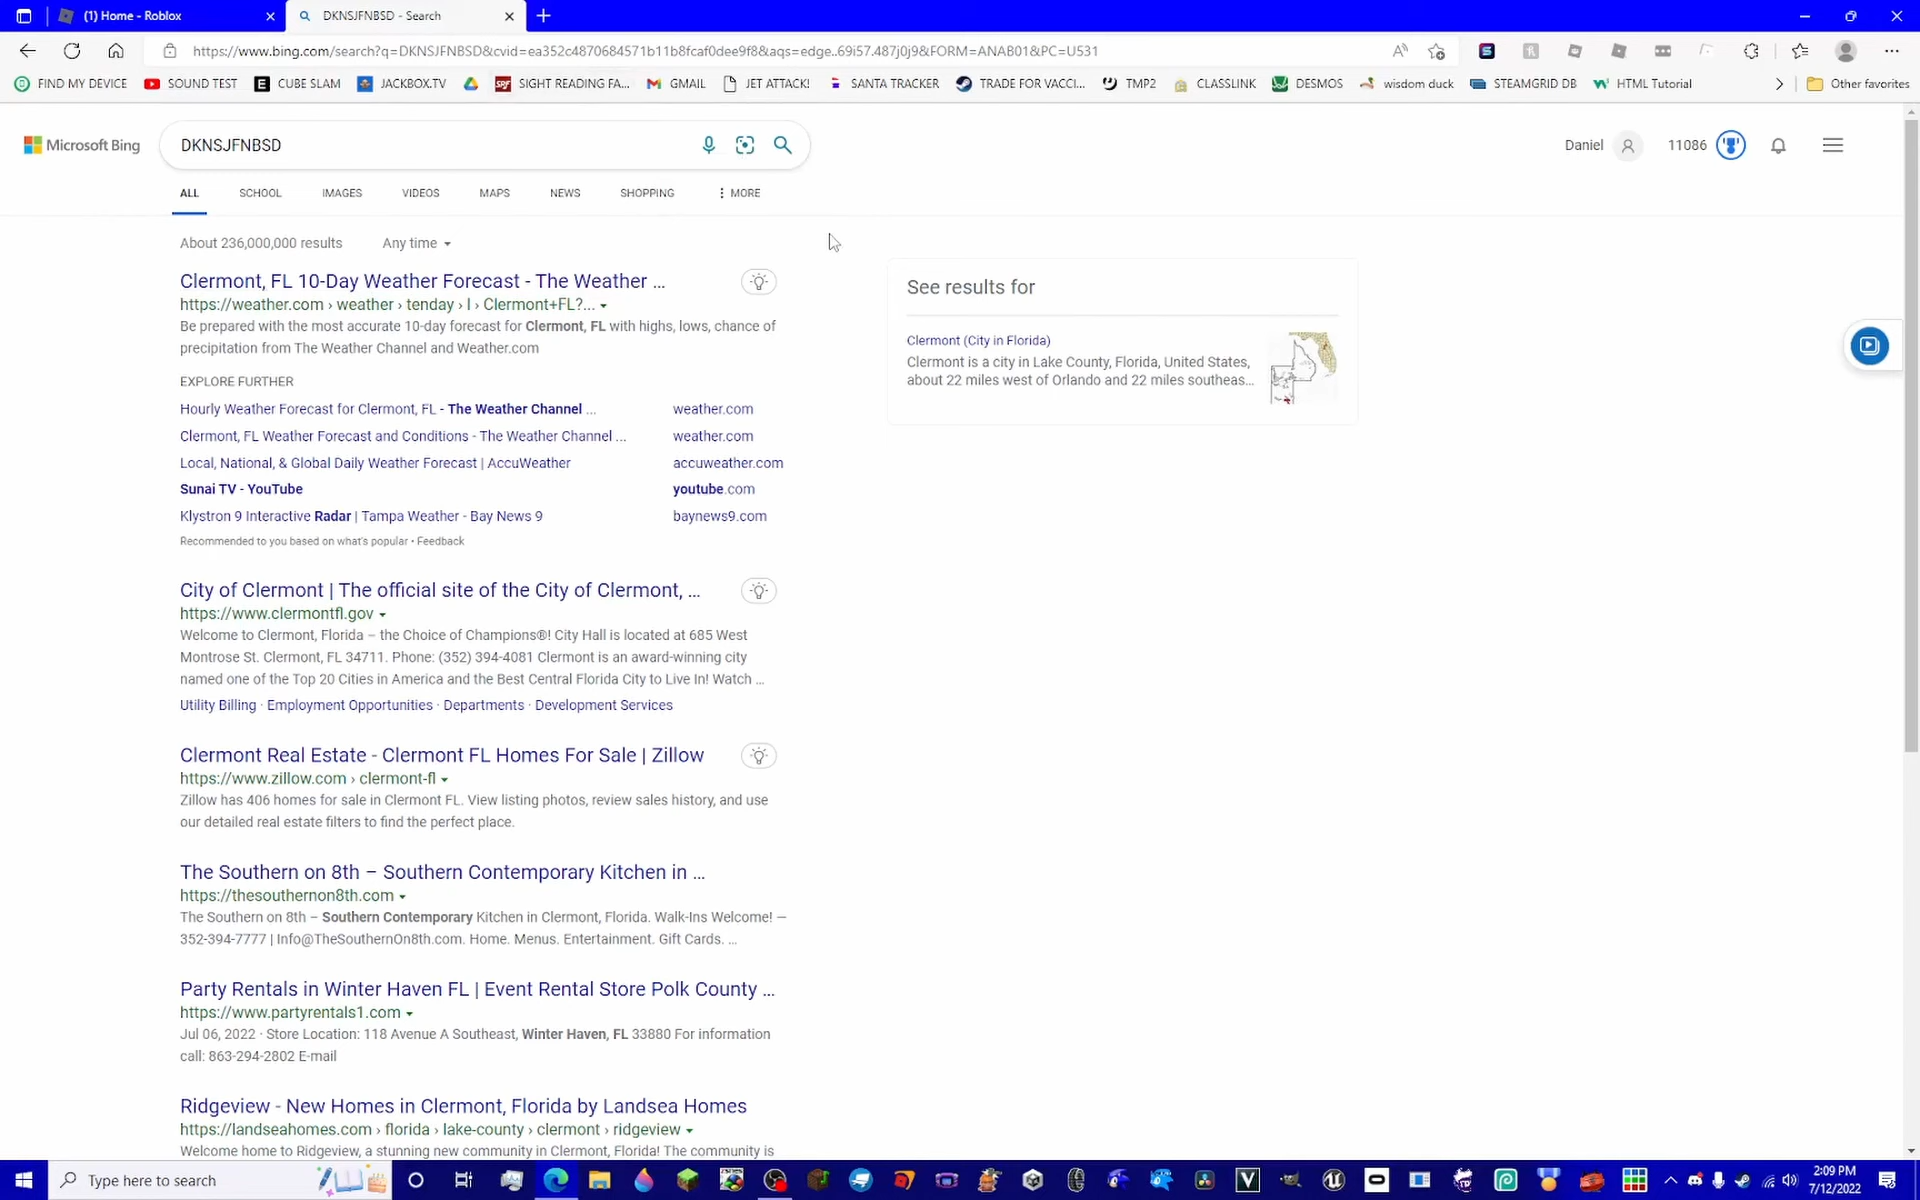 (1) Home - Roblox
DKNSJFNBSD - Search
https://www.bing.com/search?q=DKNSJFNBSD&cvid=ea352c4870684571b11b8fcaf0dee9f8&aqs=edge..69i57.487j0j9&FORM=ANAB01&PC=U531
FIND MY DEVICE
SOUND TEST
CUBE SLAM
JACKBOX.TV
SIGHT READING FA...
GMAIL
JET ATTACK!
SANTA TRACKER
TRADE FOR VACCI...
TMP2
CLASSLINK
DESMOS
wisdom duck
STEAMGRID DB
HTML Tutorial
Other favorites
Microsoft Bing
DKNSJFNBSD
Daniel
11086
ALL
SCHOOL
IMAGES
VIDEOS
MAPS
NEWS
SHOPPING
MORE
About 236,000,000 results
Any time
Clermont, FL 10-Day Weather Forecast - The Weather ...
https://weather.com › weather › tenday › l › Clermont+FL?...
Be prepared with the most accurate 10-day forecast for Clermont, FL with highs, lows, chance of
precipitation from The Weather Channel and Weather.com
EXPLORE FURTHER
Hourly Weather Forecast for Clermont, FL - The Weather Channel ... weather.com
Clermont, FL Weather Forecast and Conditions - The Weather Channel ... weather.com
Local, National, & Global Daily Weather Forecast | AccuWeather accuweather.com
Sunai TV - YouTube youtube.com
Klystron 9 Interactive Radar | Tampa Weather - Bay News 9 baynews9.com
Recommended to you based on what's popular • Feedback
City of Clermont | The official site of the City of Clermont, ...
https://www.clermontfl.gov
Welcome to Clermont, Florida – the Choice of Champions®! City Hall is located at 685 West
Montrose St. Clermont, FL 34711. Phone: (352) 394-4081 Clermont is an award-winning city
named one of the Top 20 Cities in America and the Best Central Florida City to Live In! Watch ...
Utility Billing · Employment Opportunities · Departments · Development Services
Clermont Real Estate - Clermont FL Homes For Sale | Zillow
https://www.zillow.com › clermont-fl
Zillow has 406 homes for sale in Clermont FL. View listing photos, review sales history, and use
our detailed real estate filters to find the perfect place.
The Southern on 8th – Southern Contemporary Kitchen in ...
https://thesouthernon8th.com
The Southern on 8th – Southern Contemporary Kitchen in Clermont, Florida. Walk-Ins Welcome! —
352-394-7777 | Info@TheSouthernOn8th.com. Home. Menus. Entertainment. Gift Cards. ...
Party Rentals in Winter Haven FL | Event Rental Store Polk County ...
https://www.partyrentals1.com
Jul 06, 2022 · Store Location: 118 Avenue A Southeast, Winter Haven, FL 33880 For information
call: 863-294-2802 E-mail
Ridgeview - New Homes in Clermont, Florida by Landsea Homes
https://landseahomes.com › florida › lake-county › clermont › ridgeview
Welcome home to Ridgeview, a stunning new community in Clermont, Florida! The community is
See results for
Clermont (City in Florida)
Clermont is a city in Lake County, Florida, United States,
about 22 miles west of Orlando and 22 miles southeas...
Type here to search
2:09 PM
7/12/2022